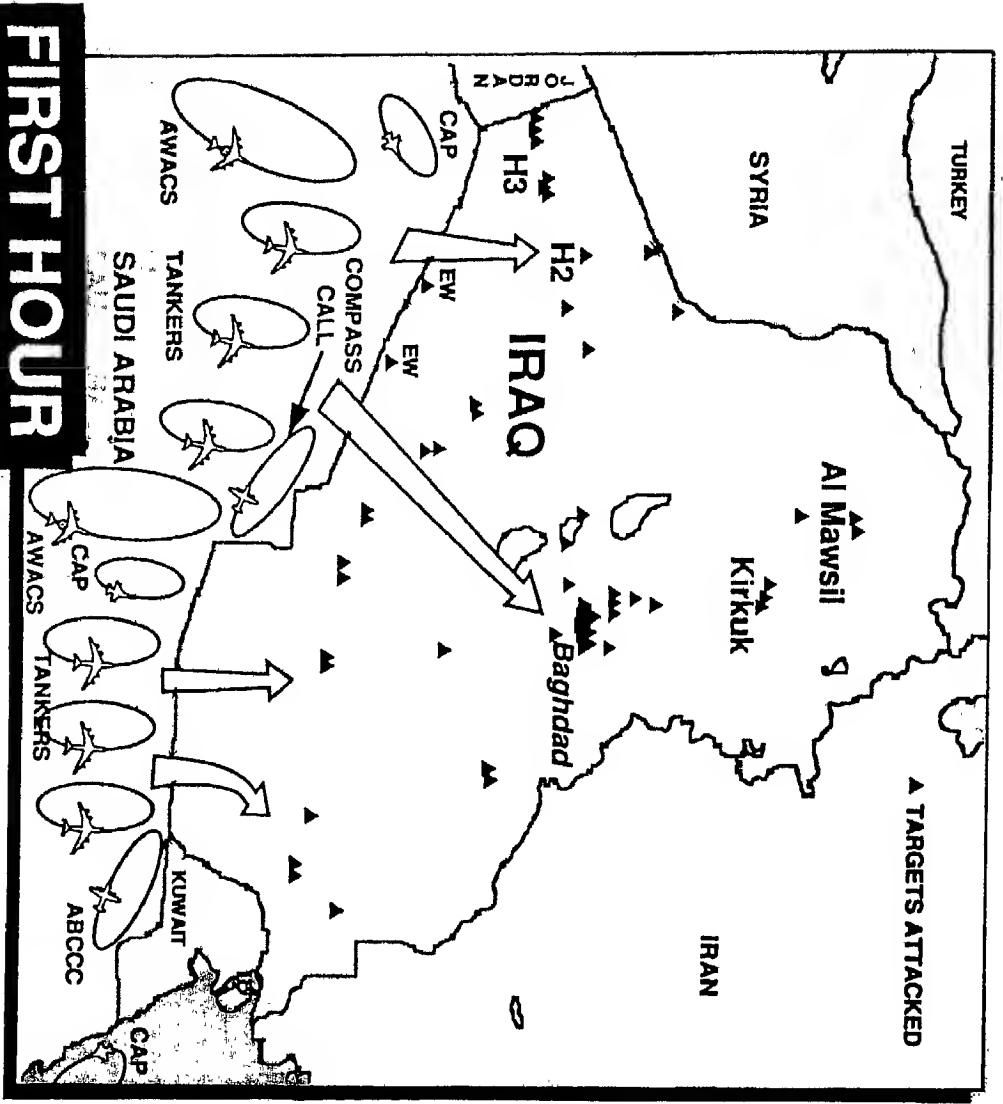 TURKEY
▲ TARGETS ATTACKED
Al Mawsil
SYRIA
Kirkuk
IRAN
H2
Baghdad
IRAQ
H3
JORDAN
CAP
EW
EW
COMPASS
CALL
KUWAIT
AWACS
TANKERS
SAUDI ARABIA
CAP
CAP
ABCCC
AWACS
TANKERS
FIRST HOUR